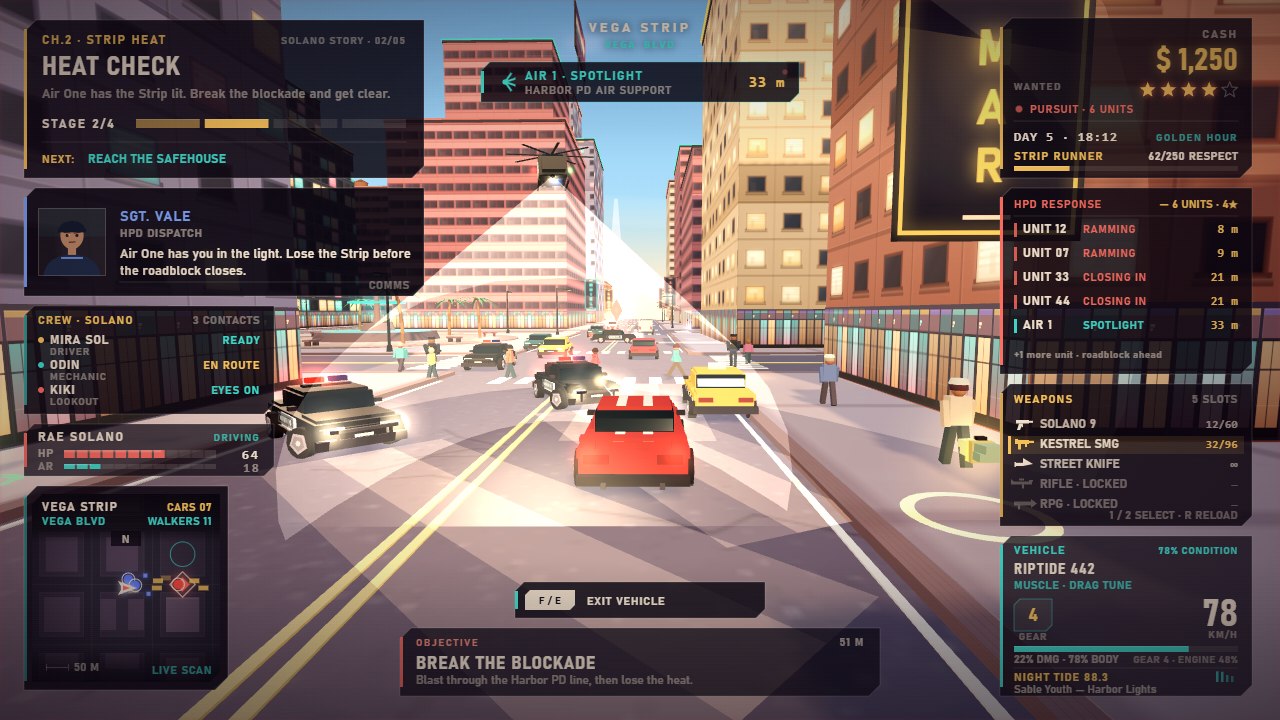 CH.2 · STRIP HEAT
SOLANO STORY · 02/05
HEAT CHECK
Air One has the Strip lit. Break the blockade and get clear.
STAGE 2/4
NEXT: REACH THE SAFEHOUSE
SGT. VALE
HPD DISPATCH
Air One has you in the light. Lose the Strip before
the roadblock closes.
COMMS
CREW · SOLANO
3 CONTACTS
MIRA SOL
READY
DRIVER
ODIN
EN ROUTE
MECHANIC
KIKI
EYES ON
LOOKOUT
RAE SOLANO
DRIVING
HP
64
AR
18
VEGA STRIP
CARS 07
VEGA BLVD
WALKERS 11
N
50 M
LIVE SCAN
VEGA STRIP
VEGA BLVD
AIR 1 · SPOTLIGHT
HARBOR PD AIR SUPPORT
33 m
MAR
F / E
EXIT VEHICLE
OBJECTIVE
51 M
BREAK THE BLOCKADE
Blast through the Harbor PD line, then lose the heat.
CASH
$ 1,250
WANTED
★★★★☆
PURSUIT · 6 UNITS
DAY 5 · 18:12
GOLDEN HOUR
STRIP RUNNER
62/250 RESPECT
HPD RESPONSE
— 6 UNITS · 4★
UNIT 12 RAMMING 8 m
UNIT 07 RAMMING 9 m
UNIT 33 CLOSING IN 21 m
UNIT 44 CLOSING IN 21 m
AIR 1 SPOTLIGHT 33 m
+1 more unit · roadblock ahead
WEAPONS
5 SLOTS
SOLANO 9 12/60
KESTREL SMG 32/96
STREET KNIFE ∞
RIFLE · LOCKED —
RPG · LOCKED —
1 / 2 SELECT · R RELOAD
VEHICLE
78% CONDITION
RIPTIDE 442
MUSCLE · DRAG TUNE
4
GEAR
78
KM/H
22% DMG · 78% BODY
GEAR 4 · ENGINE 48%
NIGHT TIDE 88.3
Sable Youth — Harbor Lights